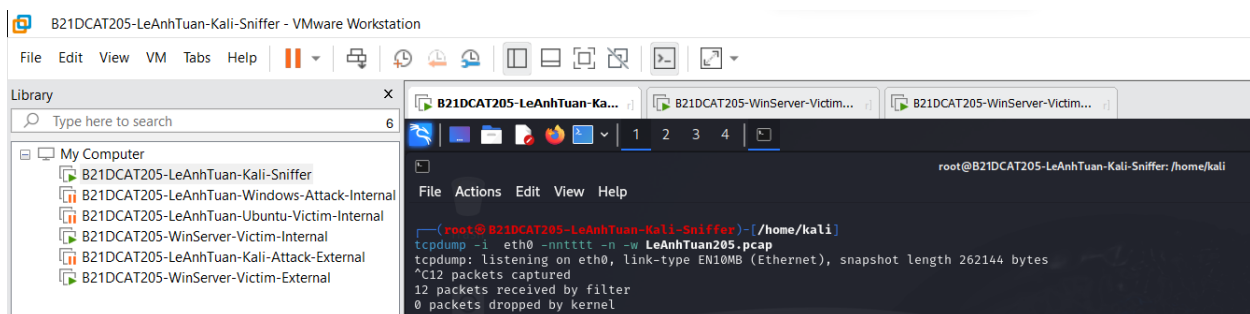 B21DCAT205-LeAnhTuan-Kali-Sniffer - VMware Workstation
File Edit View VM Tabs Help
Library X
Type here to search 6
My Computer
B21DCAT205-LeAnhTuan-Kali-Sniffer
B21DCAT205-LeAnhTuan-Windows-Attack-Internal
B21DCAT205-LeAnhTuan-Ubuntu-Victim-Internal
B21DCAT205-WinServer-Victim-Internal
B21DCAT205-LeAnhTuan-Kali-Attack-External
B21DCAT205-WinServer-Victim-External
B21DCAT205-LeAnhTuan-Ka... B21DCAT205-WinServer-Victim... B21DCAT205-WinServer-Victim...
1 2 3 4
root@B21DCAT205-LeAnhTuan-Kali-Sniffer: /home/kali
File Actions Edit View Help
┌──(root㉿B21DCAT205-LeAnhTuan-Kali-Sniffer)-[/home/kali]
tcpdump -i eth0 -nntttt -n -w LeAnhTuan205.pcap
tcpdump: listening on eth0, link-type EN10MB (Ethernet), snapshot length 262144 bytes
^C12 packets captured
12 packets received by filter
0 packets dropped by kernel